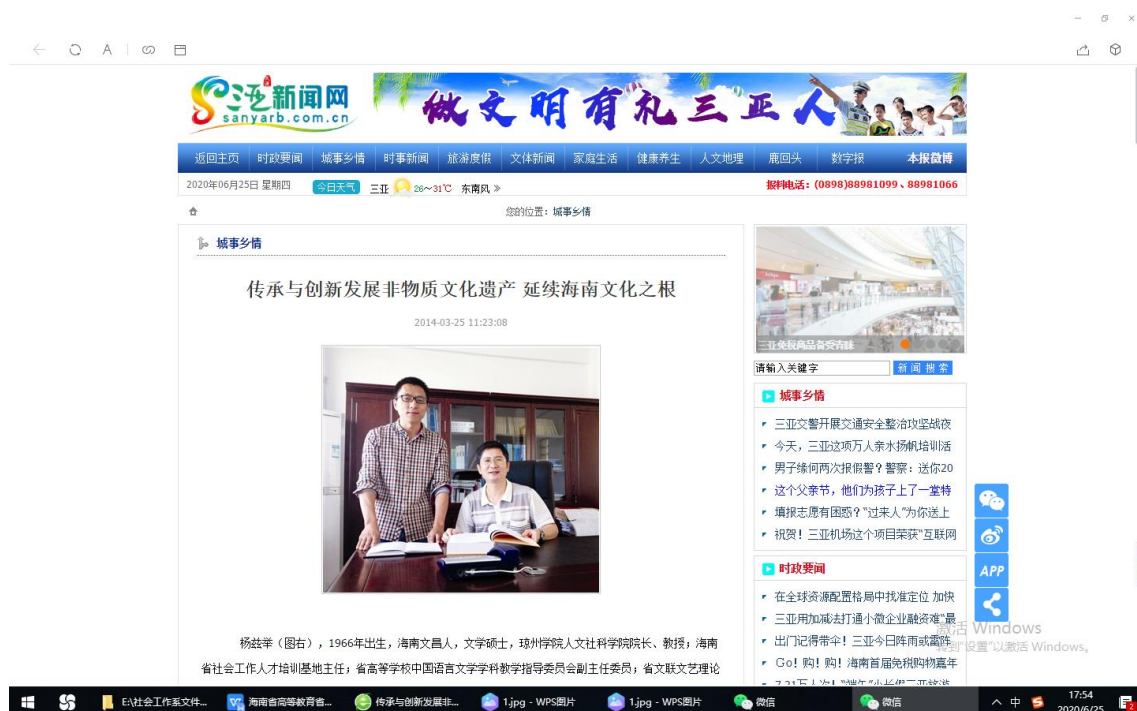 三亚新闻网
sanyarb.com.cn
做文明有礼三亚人
返回主页 时政要闻 城事乡情 时事新闻 旅游度假 文体新闻 家庭生活 健康养生 人文地理 鹿回头 数字报 本报微博
2020年06月25日 星期四 今日天气 三亚 26～31℃ 东南风
报料电话：(0898)88981099、88981066
您的位置：城事乡情
城事乡情
传承与创新发展非物质文化遗产 延续海南文化之根
2014-03-25 11:23:08
杨兹举（图右），1966年出生，海南文昌人，文学硕士，琼州学院人文社科学院院长、教授；海南
省社会工作人才培训基地主任；省高等学校中国语言文学学科教学指导委员会副主任委员；省文联文艺理论
三亚免税商品备受青睐
请输入关键字 新闻搜索
城事乡情
三亚交警开展交通安全整治攻坚战夜
今天，三亚这项万人亲水扬帆培训活
男子缘何两次报假警？警察：送你20
这个父亲节，他们为孩子上了一堂特
填报志愿有困惑？“过来人”为你送上
祝贺！三亚机场这个项目荣获“互联网
时政要闻
在全球资源配置格局中找准定位 加快
三亚用加减法打通小微企业融资难“最
出门记得带伞！三亚今日阵雨或雷阵
Go！购！购！海南首届免税购物嘉年
APP
激活 Windows
转到“设置”以激活 Windows。
E:\社会工作系文件... 海南省高等教育省... 传承与创新发展非... 1.jpg - WPS图片 1.jpg - WPS图片 微信 微信 中 17:54
2020/6/25
2